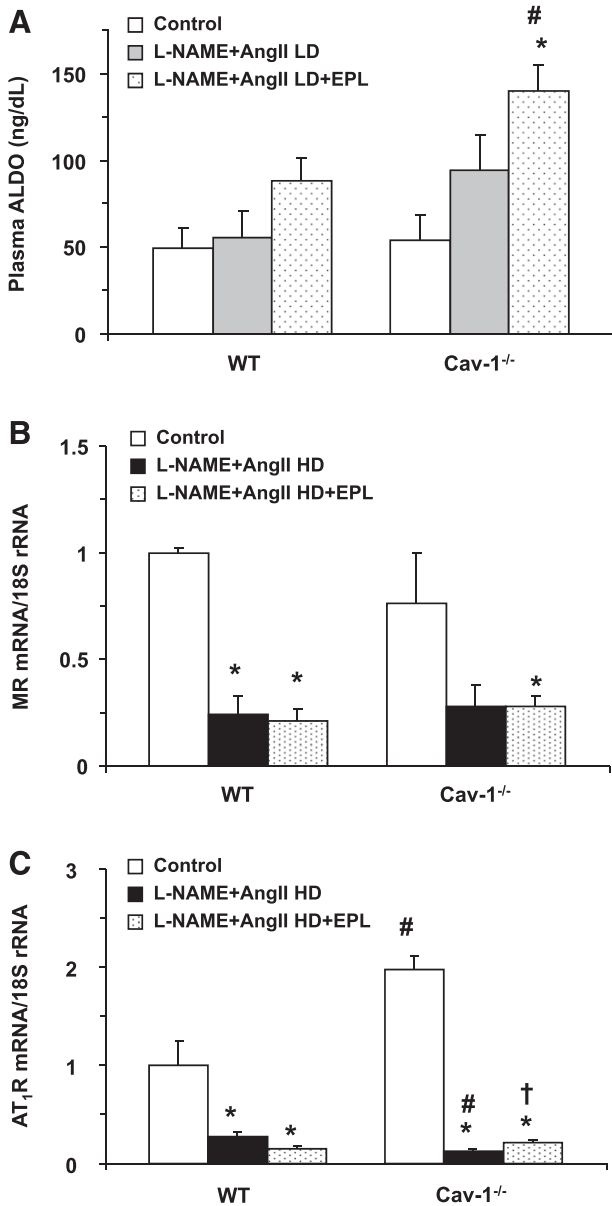 A
Control
L-NAME+AngII LD
L-NAME+AngII LD+EPL
Plasma ALDO (ng/dL)
150
100
50
0
#
*
WT
Cav-1-/-
B
Control
L-NAME+AngII HD
L-NAME+AngII HD+EPL
MR mRNA/18S rRNA
1.5
1
0.5
0
*
*
*
WT
Cav-1-/-
C
Control
L-NAME+AngII HD
L-NAME+AngII HD+EPL
AT1R mRNA/18S rRNA
3
2
1
0
*
*
#
#
*
†
*
WT
Cav-1-/-